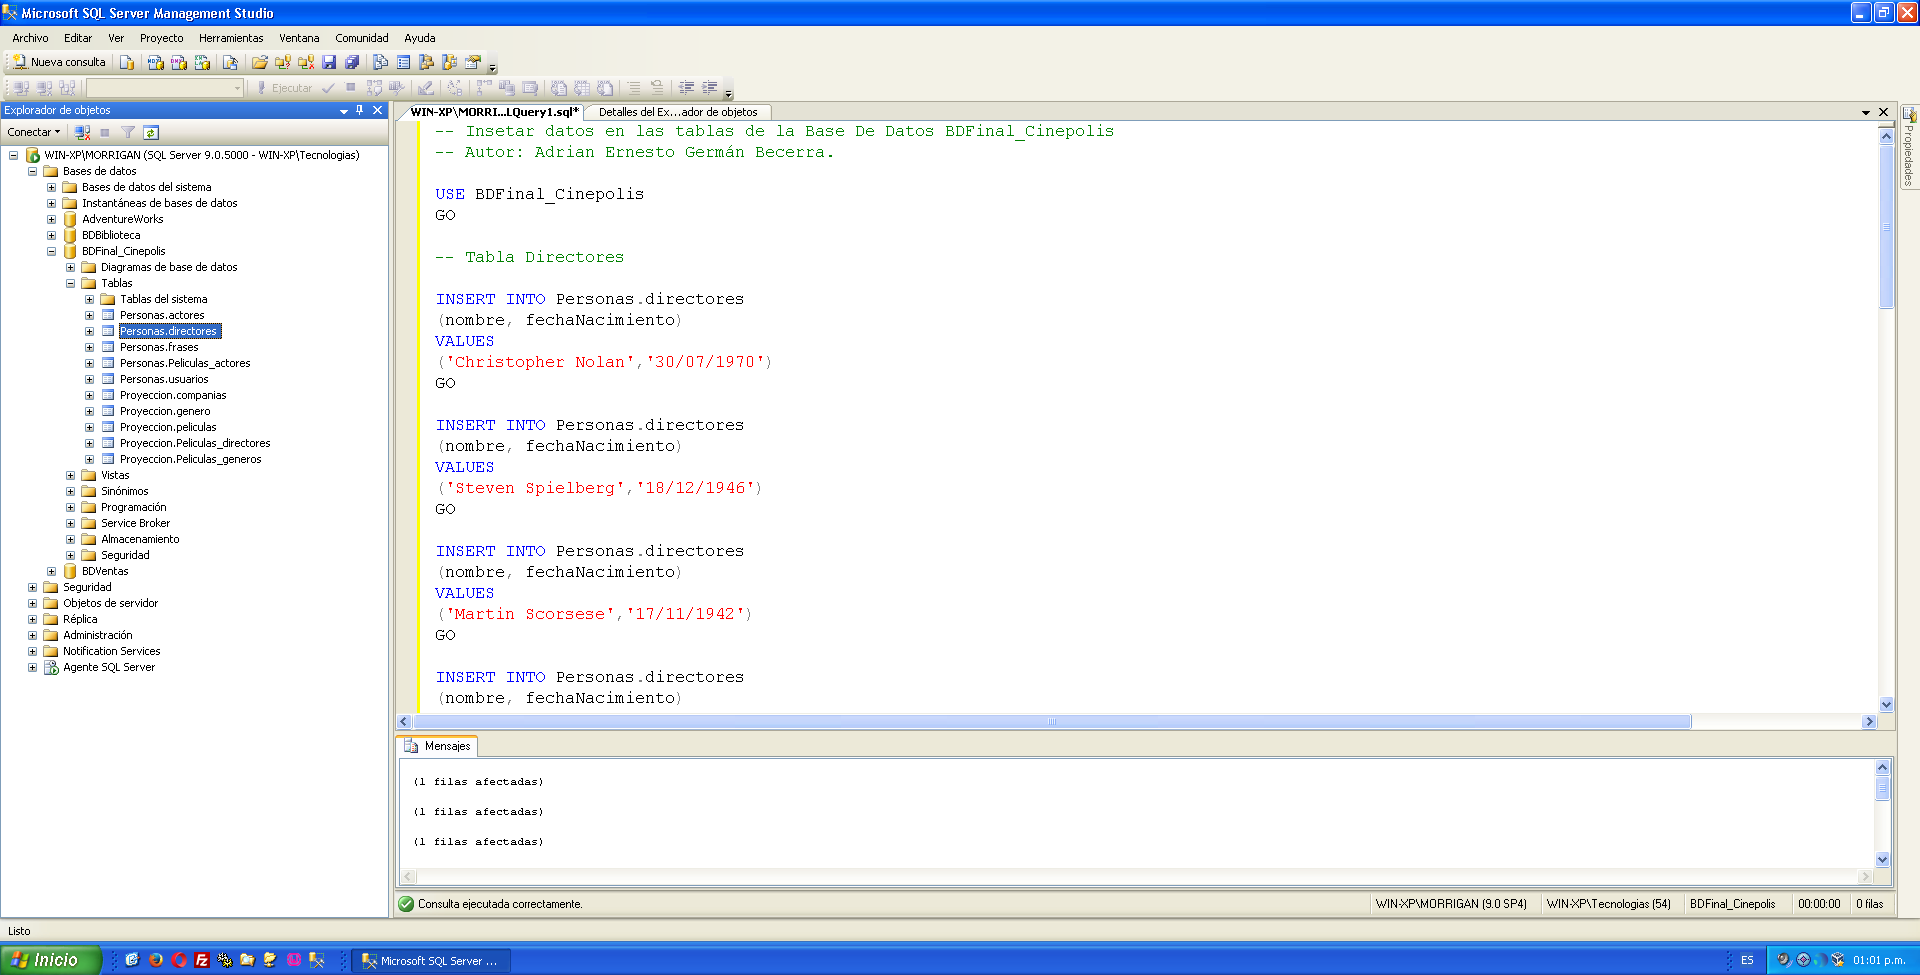 Microsoft SQL Server Management Studio
Archivo Editar Ver Proyecto Herramientas Ventana Comunidad Ayuda
Nueva consulta
Ejecutar
Explorador de objetos
Conectar
WIN-XP\MORRIGAN (SQL Server 9.0.5000 - WIN-XP\Tecnologias)
Bases de datos
Bases de datos del sistema
Instantáneas de bases de datos
AdventureWorks
BDBiblioteca
BDFinal_Cinepolis
Diagramas de base de datos
Tablas
Tablas del sistema
Personas.actores
Personas.directores
Personas.frases
Personas.Peliculas_actores
Personas.usuarios
Proyeccion.companias
Proyeccion.genero
Proyeccion.peliculas
Proyeccion.Peliculas_directores
Proyeccion.Peliculas_generos
Vistas
Sinónimos
Programación
Service Broker
Almacenamiento
Seguridad
BDVentas
Seguridad
Objetos de servidor
Réplica
Administración
Notification Services
Agente SQL Server
WIN-XP\MORRI...LQuery1.sql* Detalles del Ex...ador de objetos
-- Insetar datos en las tablas de la Base De Datos BDFinal_Cinepolis
-- Autor: Adrian Ernesto Germán Becerra.
USE BDFinal_Cinepolis
GO
-- Tabla Directores
INSERT INTO Personas.directores
(nombre, fechaNacimiento)
VALUES
('Christopher Nolan','30/07/1970')
GO
INSERT INTO Personas.directores
(nombre, fechaNacimiento)
VALUES
('Steven Spielberg','18/12/1946')
GO
INSERT INTO Personas.directores
(nombre, fechaNacimiento)
VALUES
('Martin Scorsese','17/11/1942')
GO
INSERT INTO Personas.directores
(nombre, fechaNacimiento)
Propiedades
Mensajes
(1 filas afectadas)
(1 filas afectadas)
(1 filas afectadas)
Consulta ejecutada correctamente. WIN-XP\MORRIGAN (9.0 SP4) WIN-XP\Tecnologias (54) BDFinal_Cinepolis 00:00:00 0 filas
Listo
Inicio Microsoft SQL Server ... ES 01:01 p.m.